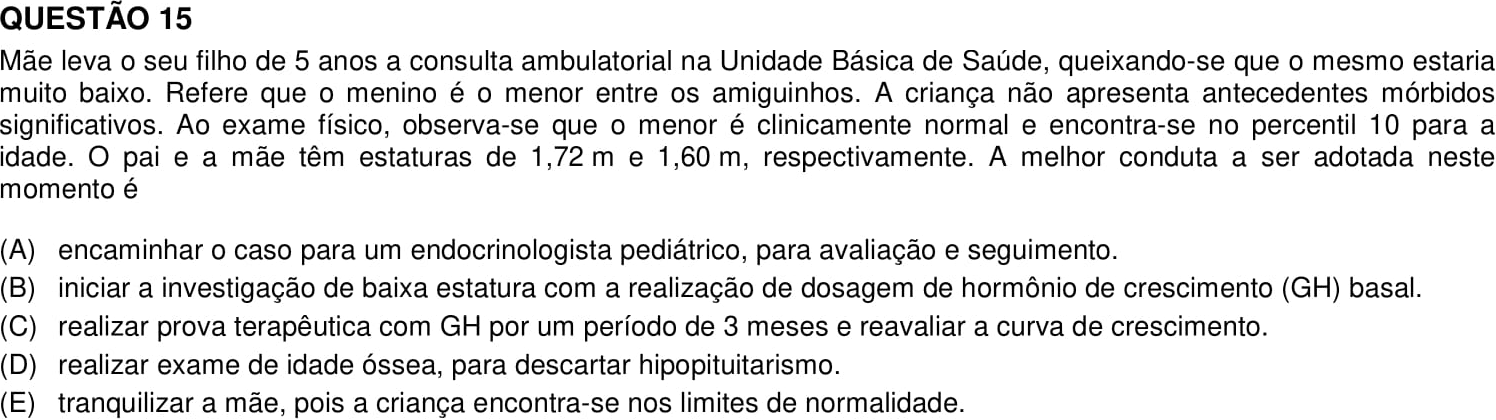 QUESTÃO 15
Mãe leva o seu filho de 5 anos a consulta ambulatorial na Unidade Básica de Saúde, queixando-se que o mesmo estaria
muito baixo. Refere que o menino é o menor entre os amiguinhos. A criança não apresenta antecedentes mórbidos
significativos. Ao exame físico, observa-se que o menor é clinicamente normal e encontra-se no percentil 10 para a
idade. O pai e a mãe têm estaturas de 1,72 m e 1,60 m, respectivamente. A melhor conduta a ser adotada neste
momento é
(A) encaminhar o caso para um endocrinologista pediátrico, para avaliação e seguimento.
(B) iniciar a investigação de baixa estatura com a realização de dosagem de hormônio de crescimento (GH) basal.
(C) realizar prova terapêutica com GH por um período de 3 meses e reavaliar a curva de crescimento.
(D) realizar exame de idade óssea, para descartar hipopituitarismo.
(E) tranquilizar a mãe, pois a criança encontra-se nos limites de normalidade.